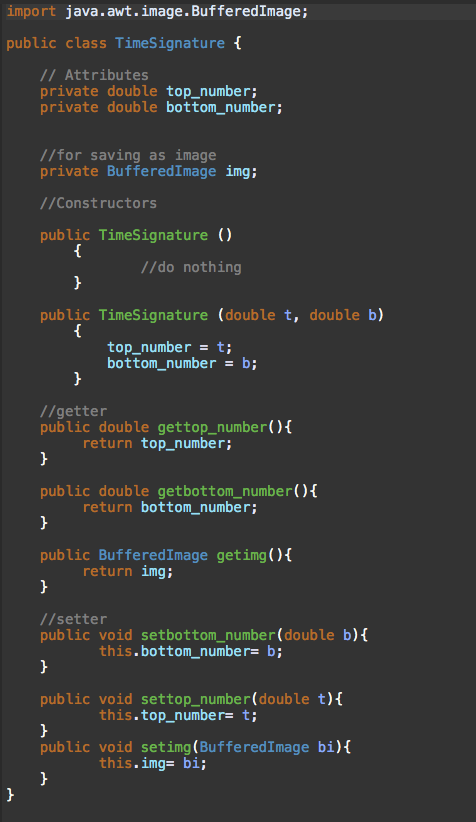 import java.awt.image.BufferedImage;
public class TimeSignature {
// Attributes
private double top_number;
private double bottom_number;
//for saving as image
private BufferedImage img;
//Constructors
public TimeSignature ()
{
//do nothing
}
public TimeSignature (double t, double b)
{
top_number = t;
bottom_number = b;
}
//getter
public double gettop_number(){
return top_number;
}
public double getbottom_number(){
return bottom_number;
}
public BufferedImage getimg(){
return img;
}
//setter
public void setbottom_number(double b){
this.bottom_number= b;
}
public void settop_number(double t){
this.top_number= t;
}
public void setimg(BufferedImage bi){
this.img= bi;
}
}